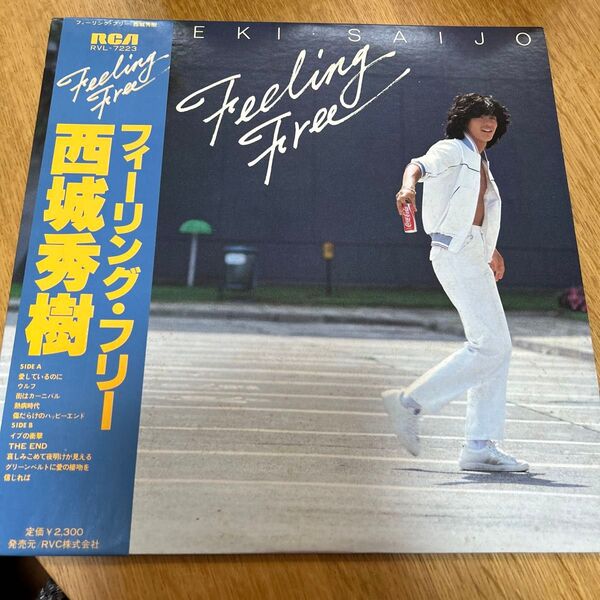 フィーリング・フリー 西城秀樹
RCA
RVL-7223
Feeling
Free
フィーリング・フリー
西城秀樹
SIDE A
愛しているのに
ウルフ
街はカーニバル
熱病時代
傷だらけのハッピーエンド
SIDE B
イブの衝撃
THE END
哀しみこめて夜明けが見える
グリーンベルトに愛の接吻を
信じれば
定価￥2,300
発売元/RVC株式会社
EKI・SAIJO
Feeling
Free
Coca-Cola